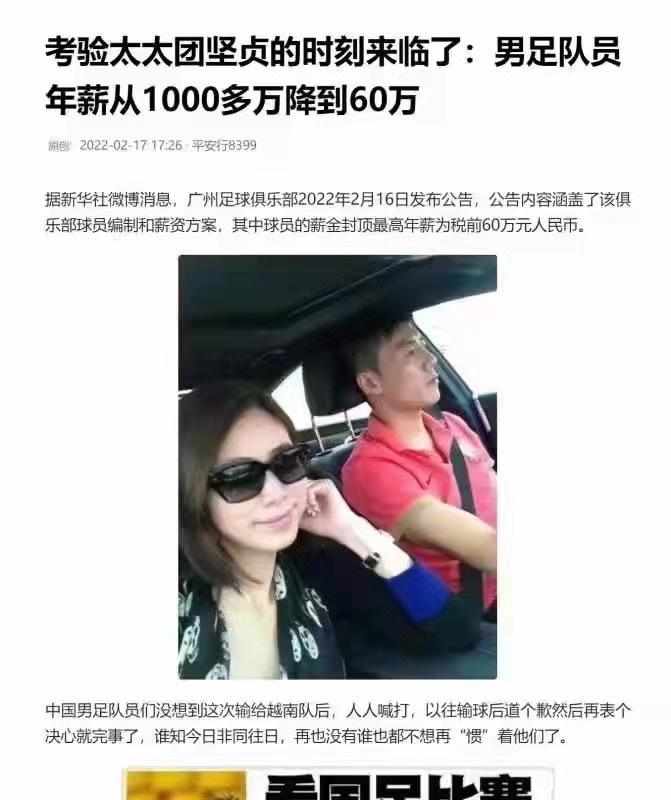 考验太太团坚贞的时刻来临了：男足队员
年薪从1000多万降到60万
原创 2022-02-17 17:26 · 平安行8399
据新华社微博消息，广州足球俱乐部2022年2月16日发布公告，公告内容涵盖了该俱
乐部球员编制和薪资方案，其中球员的薪金封顶最高年薪为税前60万元人民币。
中国男足队员们没想到这次输给越南队后，人人喊打，以往输球后道个歉然后再表个
决心就完事了，谁知今日非同往日，再也没有谁也都不想再“惯”着他们了。
看国足比赛